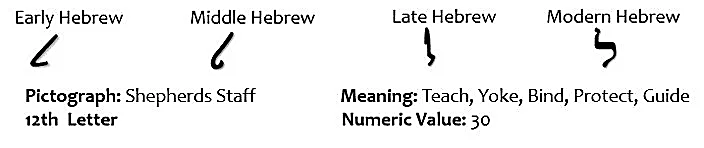 Early Hebrew Middle Hebrew Late Hebrew Modern Hebrew
ל
Pictograph: Shepherds Staff Meaning: Teach, Yoke, Bind, Protect, Guide
12th Letter Numeric Value: 30